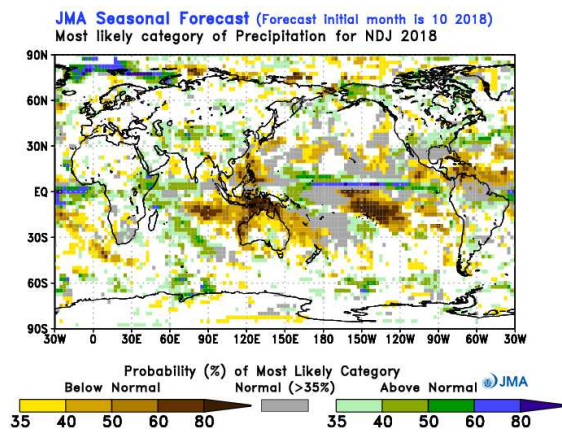 JMA Seasonal Forecast (Forecast initial month is 10 2018)
Most likely category of Precipitation for NDJ 2018
90N
60N
30N
EQ
30S
60S
90S
30W 0 30E 60E 90E 120E 150E 180 150W 120W 90W 60W 30W
Probability (%) of Most Likely Category
Below Normal Normal (>35%) Above Normal JMA
35 40 50 60 80 35 40 50 60 80